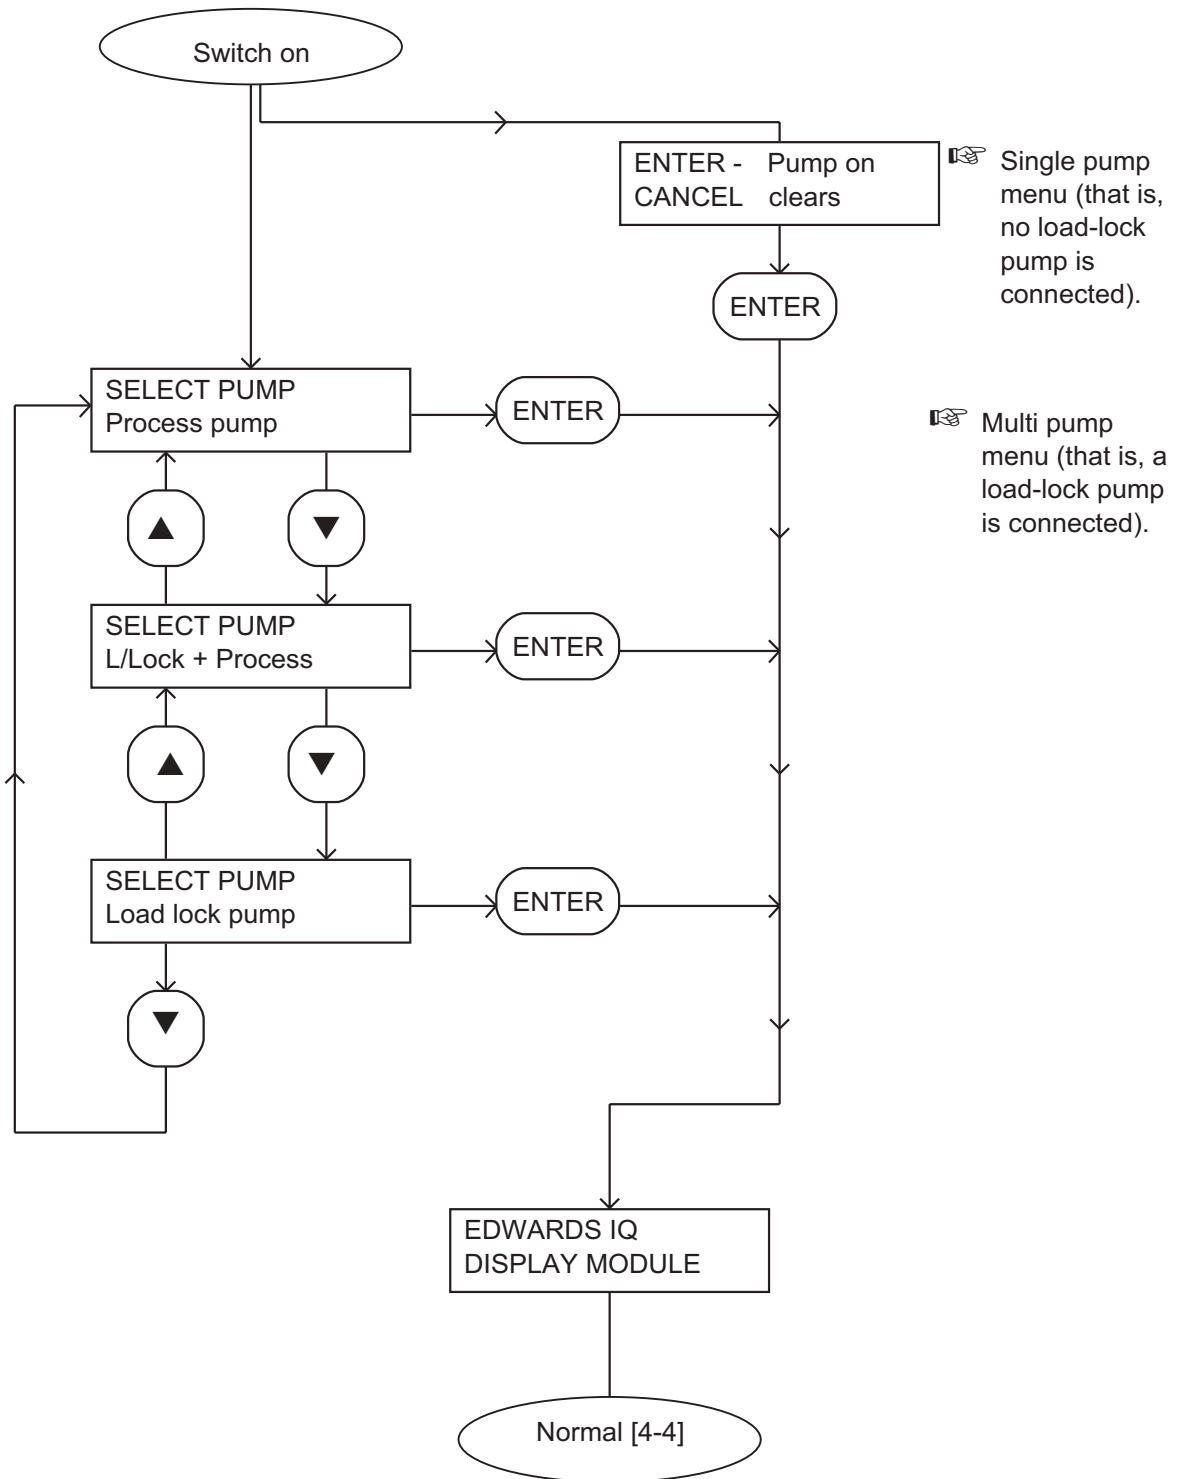 Switch on
ENTER - Pump on
CANCEL clears
☞ Single pump
menu (that is,
no load-lock
pump is
connected).
ENTER
SELECT PUMP
Process pump
ENTER
☞ Multi pump
menu (that is, a
load-lock pump
is connected).
▲ ▼
SELECT PUMP
L/Lock + Process
ENTER
▲ ▼
SELECT PUMP
Load lock pump
ENTER
▼
EDWARDS IQ
DISPLAY MODULE
Normal [4-4]